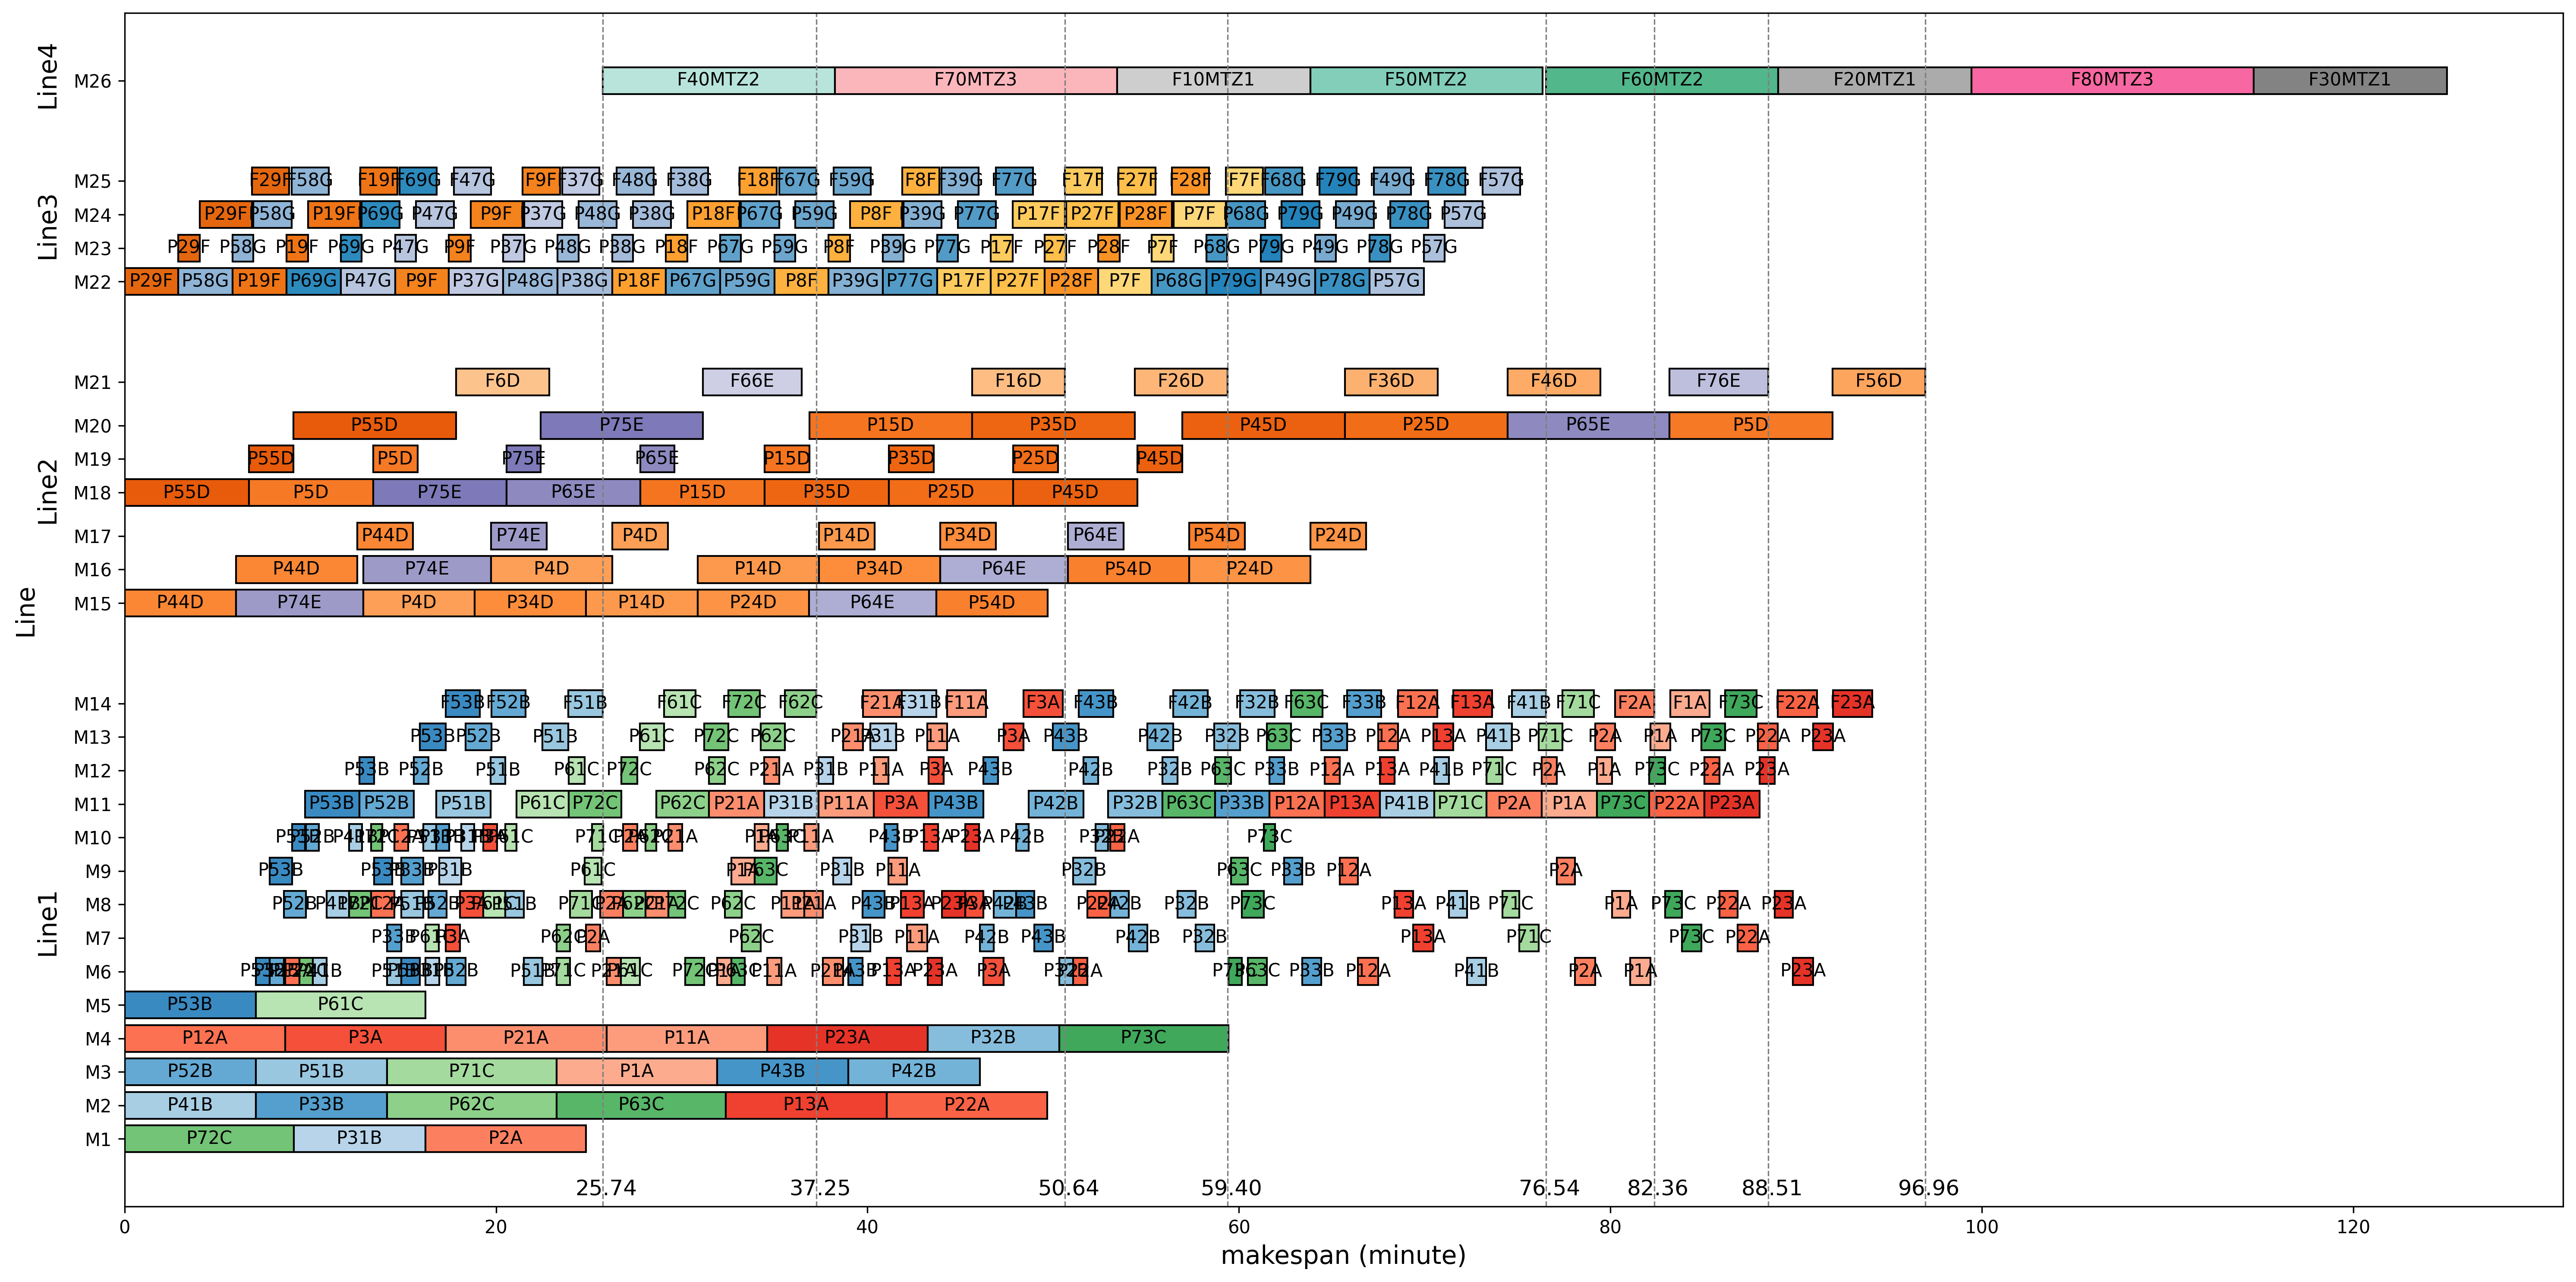 Line4
M26
F40MTZ2 F70MTZ3 F10MTZ1 F50MTZ2 F60MTZ2 F20MTZ1 F80MTZ3 F30MTZ1
Line3
M25
F29F F58G F19F F69G F47G F9F F37G F48G F38G F18F F67G F59G F8F F39G F77G F17F F27F F28F F7F F68G F79G F49G F78G F57G
M24
P29F P58G P19F P69G P47G P9F P37G P48G P38G P18F P67G P59G P8F P39G P77G P17F P27F P28F P7F P68G P79G P49G P78G P57G
M23
P29F P58G P19F P69G P47G P9F P37G P48G P38G P18F P67G P59G P8F P39G P77G P17F P27F P28F P7F P68G P79G P49G P78G P57G
M22
P29F P58G P19F P69G P47G P9F P37G P48G P38G P18F P67G P59G P8F P39G P77G P17F P27F P28F P7F P68G P79G P49G P78G P57G
Line2
M21
F6D F66E F16D F26D F36D F46D F76E F56D
M20
P55D P75E P15D P35D P45D P25D P65E P5D
M19
P55D P5D P75E P65E P15D P35D P25D P45D
M18
P55D P5D P75E P65E P15D P35D P25D P45D
M17
P44D P74E P4D P14D P34D P64E P54D P24D
M16
P44D P74E P4D P14D P34D P64E P54D P24D
M15
P44D P74E P4D P34D P14D P24D P64E P54D
Line
Line1
M14
F53B F52B F51B F61C F72C F62C F21A F31B F11A F3A F43B F42B F32B F63C F33B F12A F13A F41B F71C F2A F1A F73C F22A F23A
M13
P53B P52B P51B P61C P72C P62C P21A P31B P11A P3A P43B P42B P32B P63C P33B P12A P13A P41B P71C P2A P1A P73C P22A P23A
M12
P53B P52B P51B P61C P72C P62C P21A P31B P11A P3A P43B P42B P32B P63C P33B P12A P13A P41B P71C P2A P1A P73C P22A P23A
M11
P53B P52B P51B P61C P72C P62C P21A P31B P11A P3A P43B P42B P32B P63C P33B P12A P13A P41B P71C P2A P1A P73C P22A P23A
M10
P43B P13A P23A P42B P73C
M9
P53B P31B P61C P63C P31B P11A P32B P63C P33B P12A P2A
M8
P52B P51B P62C P32B P73C P13A P41B P71C P1A P73C P22A P23A
M7
P33B P3A P62C P2A P62C P31B P11A P42B P43B P42B P32B P13A P71C P73C P22A
M6
P52B P51B P71C P72C P11A P23A P3A P63C P33B P12A P41B P2A P1A P23A
M5
P53B P61C
M4
P12A P3A P21A P11A P23A P32B P73C
M3
P52B P51B P71C P1A P43B P42B
M2
P41B P33B P62C P63C P13A P22A
M1
P72C P31B P2A
25.74 37.25 50.64 59.40 76.54 82.36 88.51 96.96
0 20 40 60 80 100 120
makespan (minute)